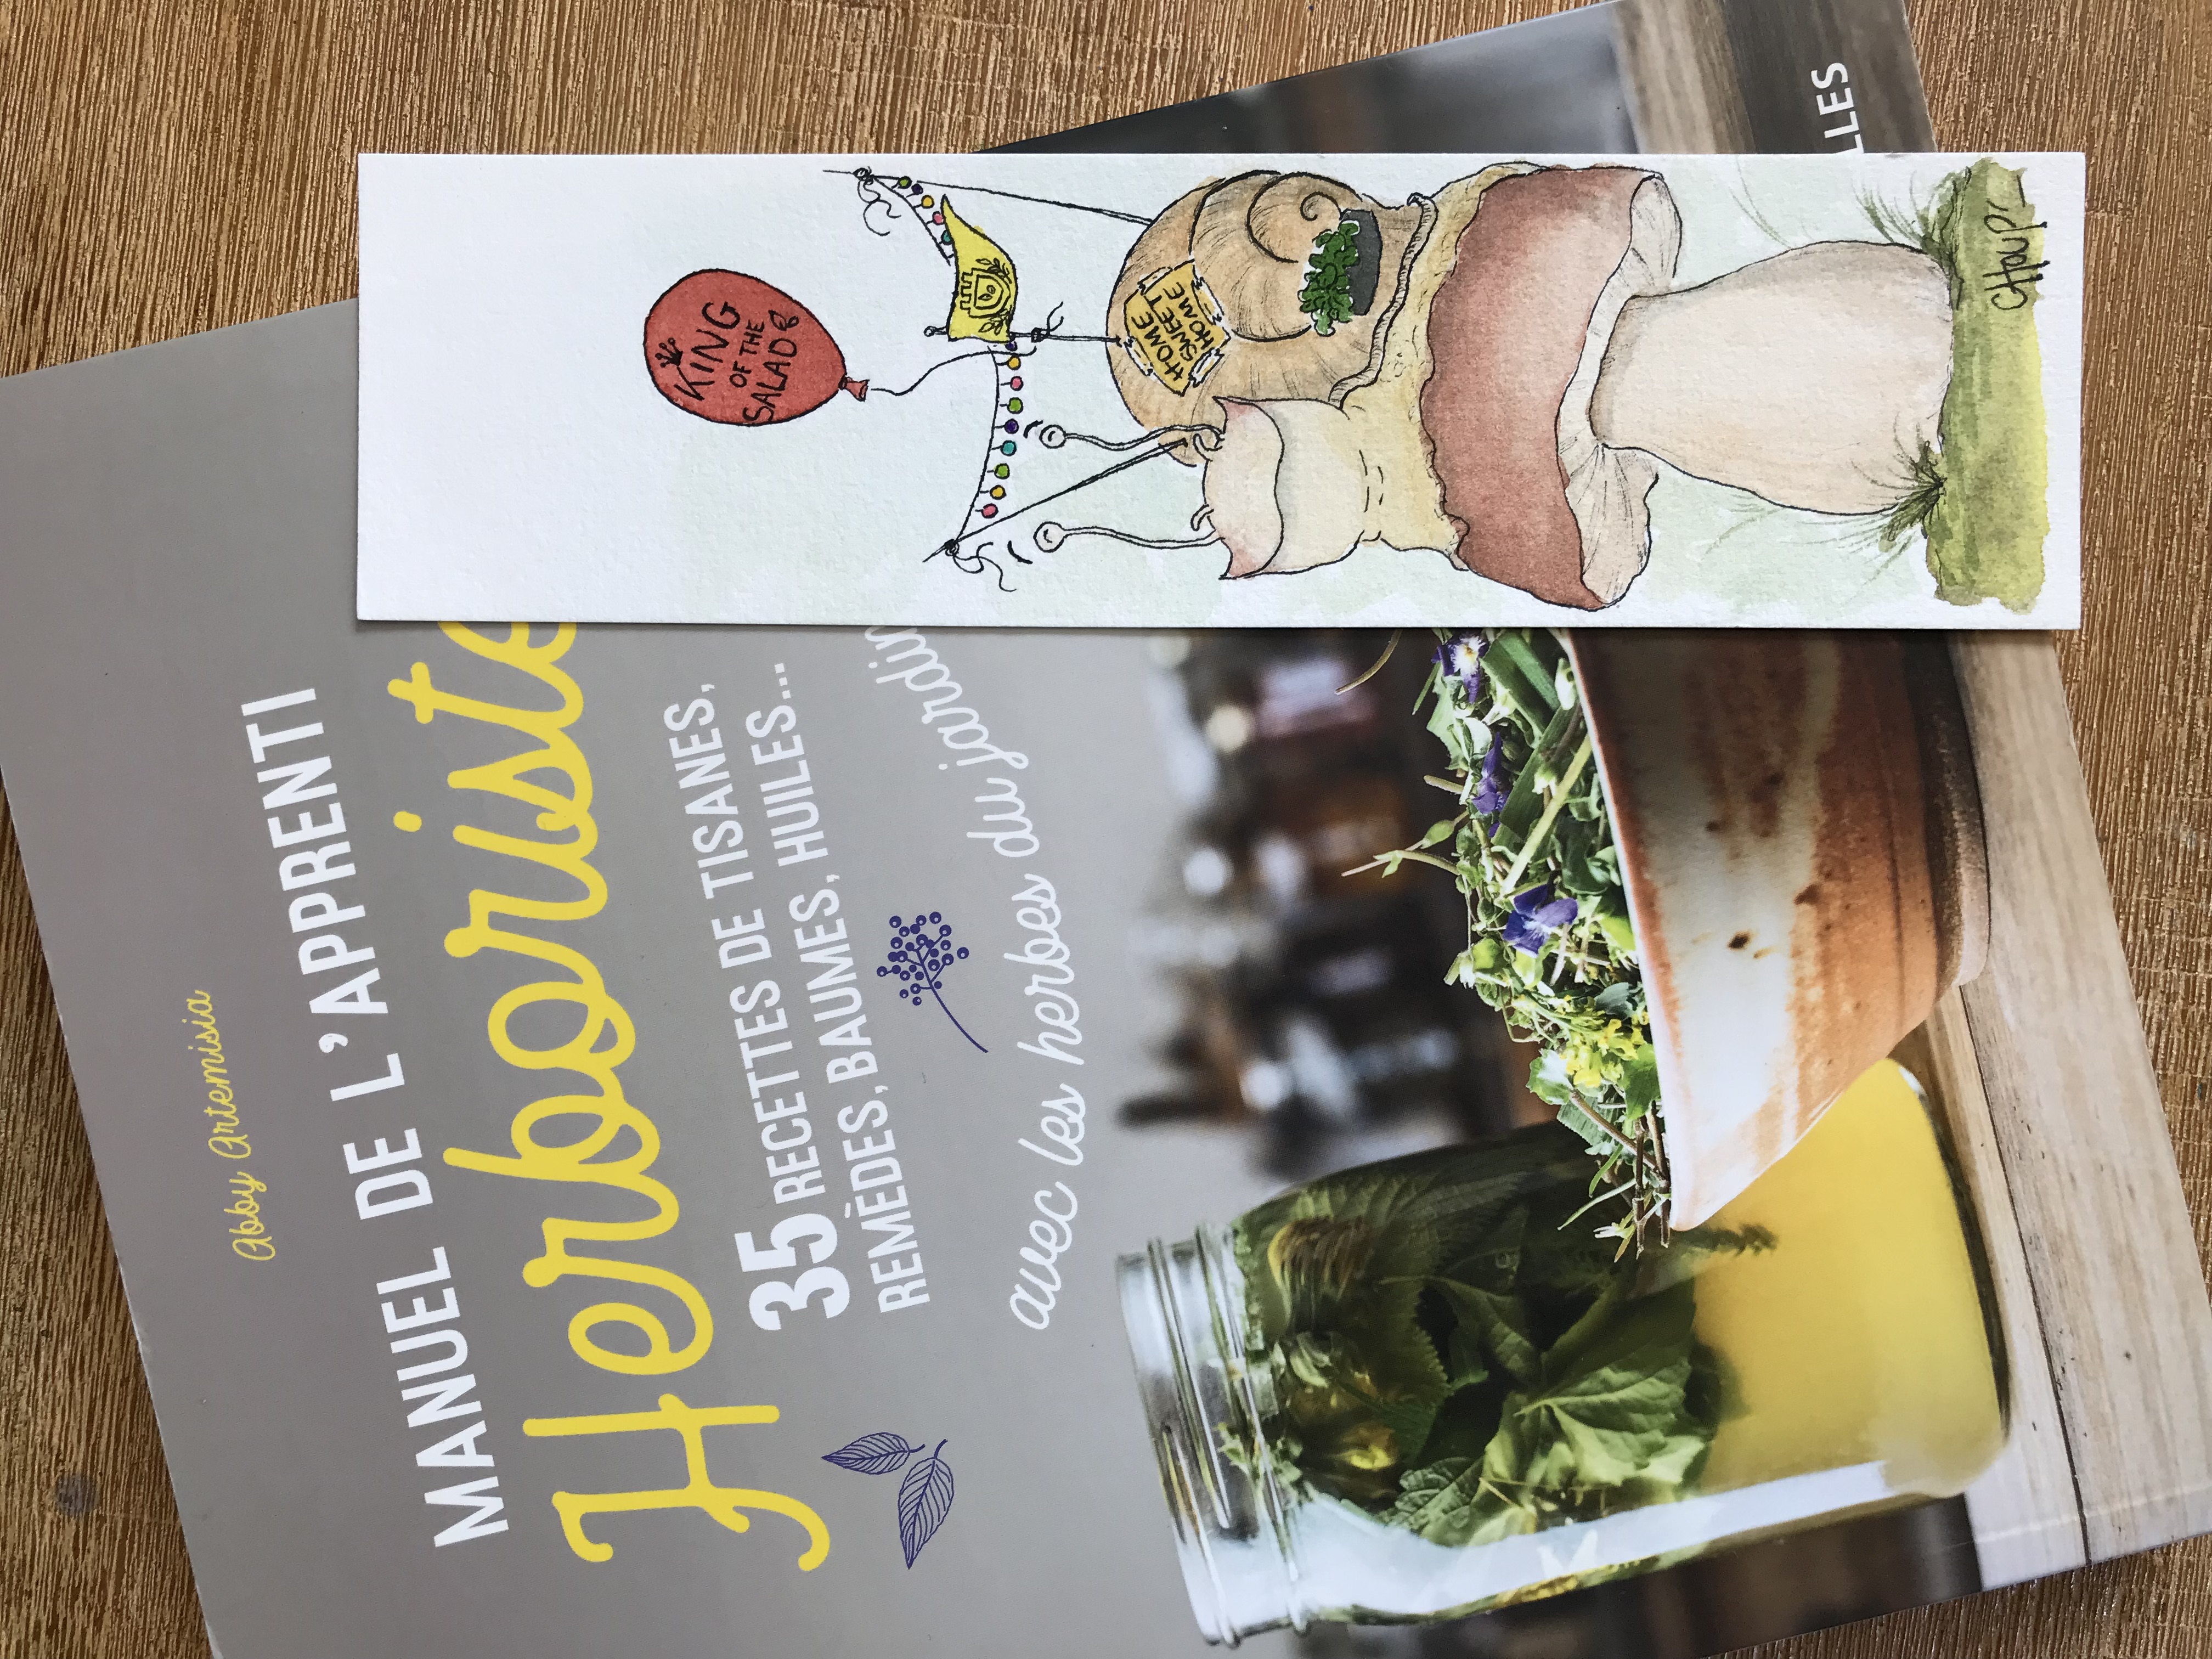 Abby Artemisia
MANUEL DE L'APPRENTI
Herboriste
35 RECETTES DE TISANES,
REMÈDES, BAUMES, HUILES...
avec les herbes du jardin
LLES
KING
OF THE
SALAD
HOME
SWEET
HOME
CHOUP'